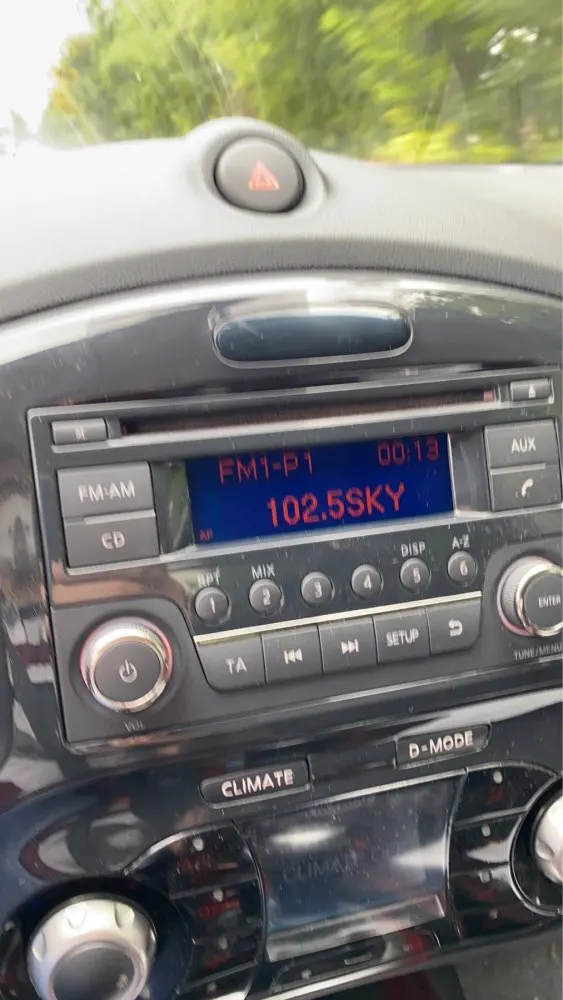 FM1-P1 00:13
AUX
FM·AM
102.5SKY
CD
AF
RPT MIX DISP A-Z
1 2 3 4 5 6
ENTER
TA SETUP
TUNE/MENU
VOL
D-MODE
CLIMATE
CLIMATE